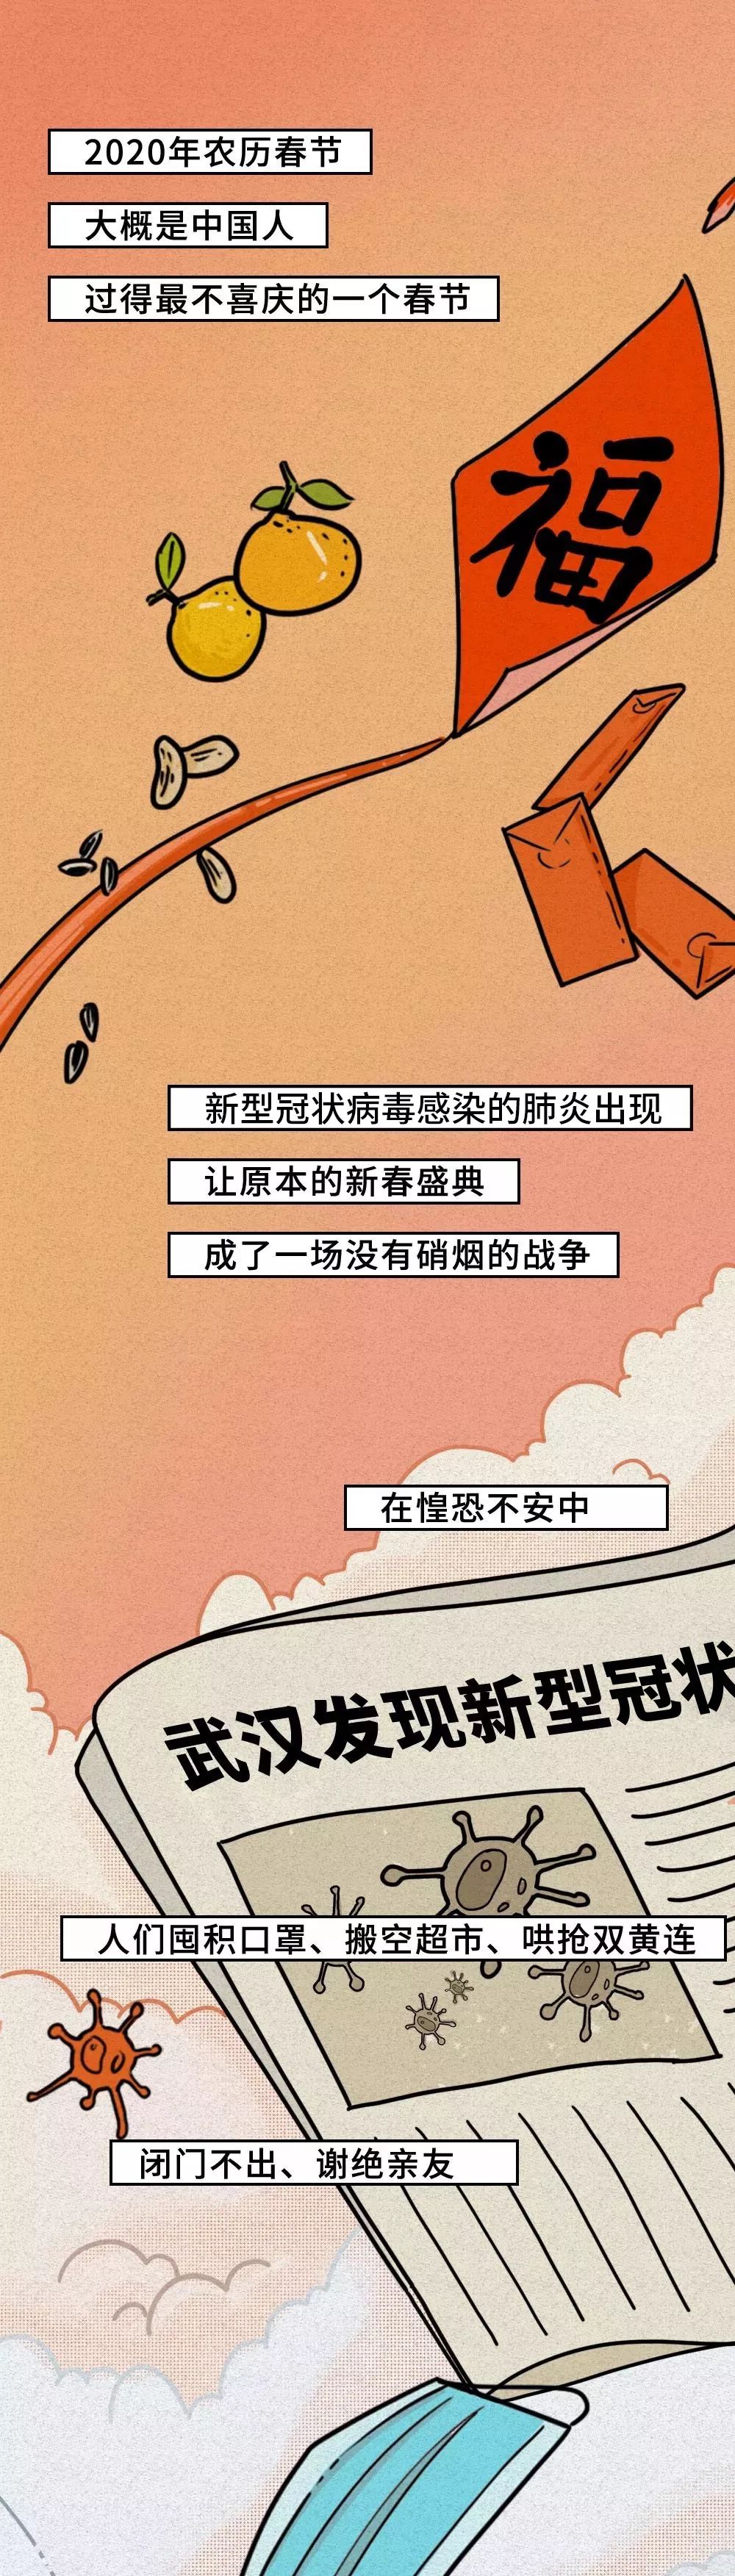 2020年农历春节
大概是中国人
过得最不喜庆的一个春节
福
新型冠状病毒感染的肺炎出现
让原本的新春盛典
成了一场没有硝烟的战争
在惶恐不安中
武汉发现新型冠状
人们囤积口罩、搬空超市、哄抢双黄连
闭门不出、谢绝亲友